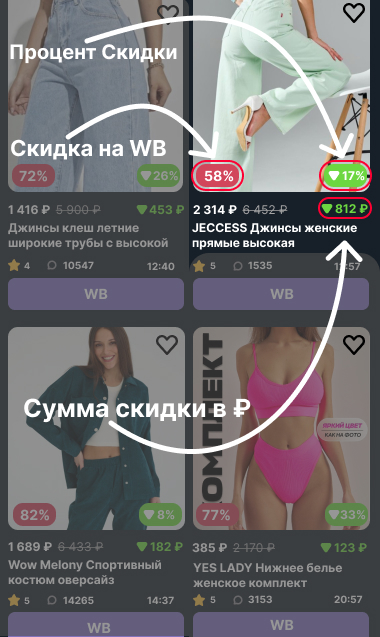 Процент Скидки
Скидка на WB
72%
26%
58%
17%
1 416 ₽ 5 900 ₽ 453 ₽
Джинсы клеш летние
широкие трубы с высокой
4 10547 12:40
WB
2 314 ₽ 6 452 ₽ 812 ₽
JECCESS Джинсы женские
прямые высокая
5 1535 11:57
WB
Сумма скидки в ₽
КОМПЛЕКТ
ЯРКИЙ ЦВЕТ
КАК НА ФОТО
82%
8%
77%
33%
1 689 ₽ 6 433 ₽ 182 ₽
Wow Melony Спортивный
костюм оверсайз
5 14265 14:37
WB
385 ₽ 2 170 ₽ 123 ₽
YES LADY Нижнее белье
женское комплект
5 3153 20:57
WB